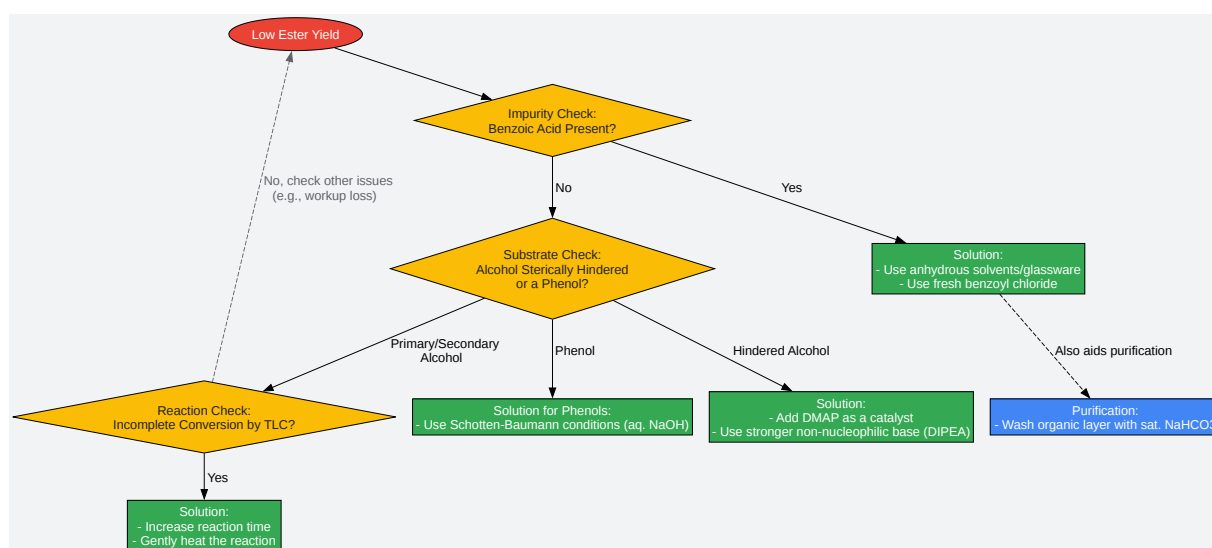 Low Ester Yield
Impurity Check:
Benzoic Acid Present?
No, check other issues
(e.g., workup loss)
No
Yes
Substrate Check:
Alcohol Sterically Hindered
or a Phenol?
Solution:
- Use anhydrous solvents/glassware
- Use fresh benzoyl chloride
Primary/Secondary
Alcohol
Phenol
Hindered Alcohol
Also aids purification
Reaction Check:
Incomplete Conversion by TLC?
Solution for Phenols:
- Use Schotten-Baumann conditions (aq. NaOH)
Solution:
- Add DMAP as a catalyst
- Use stronger non-nucleophilic base (DIPEA)
Purification:
- Wash organic layer with sat. NaHCO3
Yes
Solution:
- Increase reaction time
- Gently heat the reaction